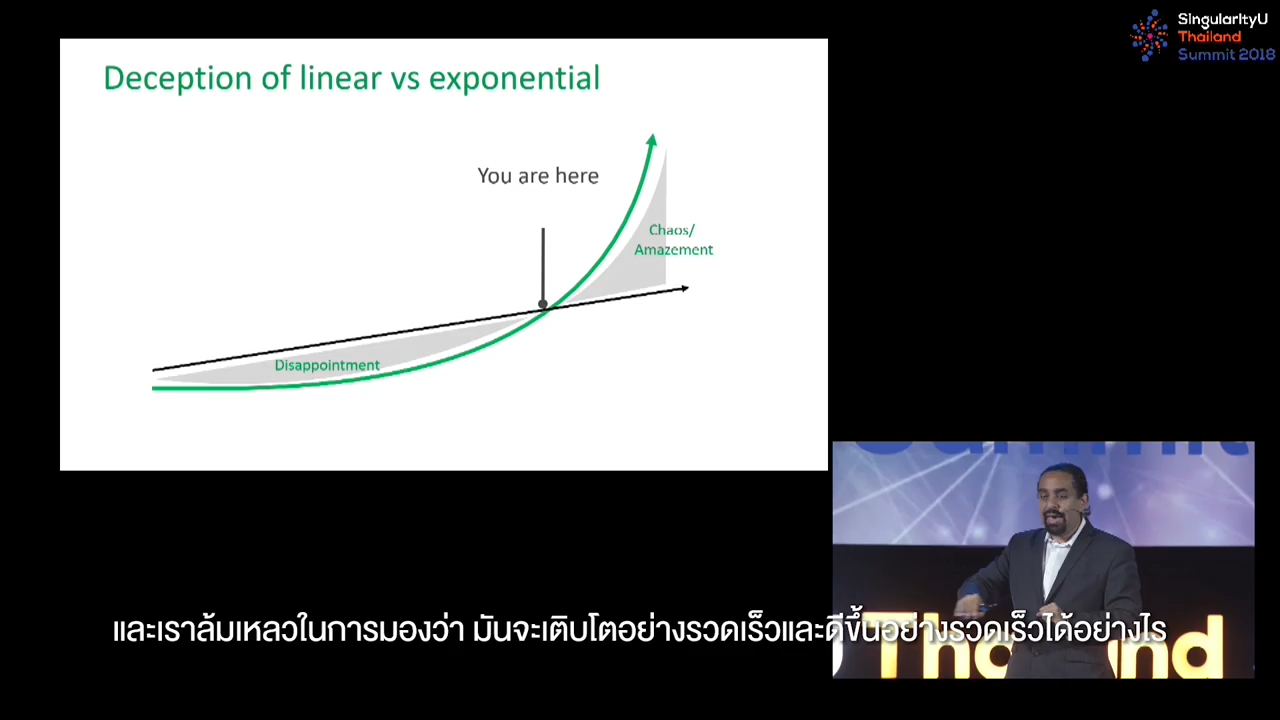 SingularityU
Thailand
Summit 2018
Deception of linear vs exponential
You are here
Chaos/
Amazement
Disappointment
และเราล้มเหลวในการมองว่า มันจะเติบโตอย่างรวดเร็วและดีขึ้นอย่างรวดเร็วได้อย่างไร